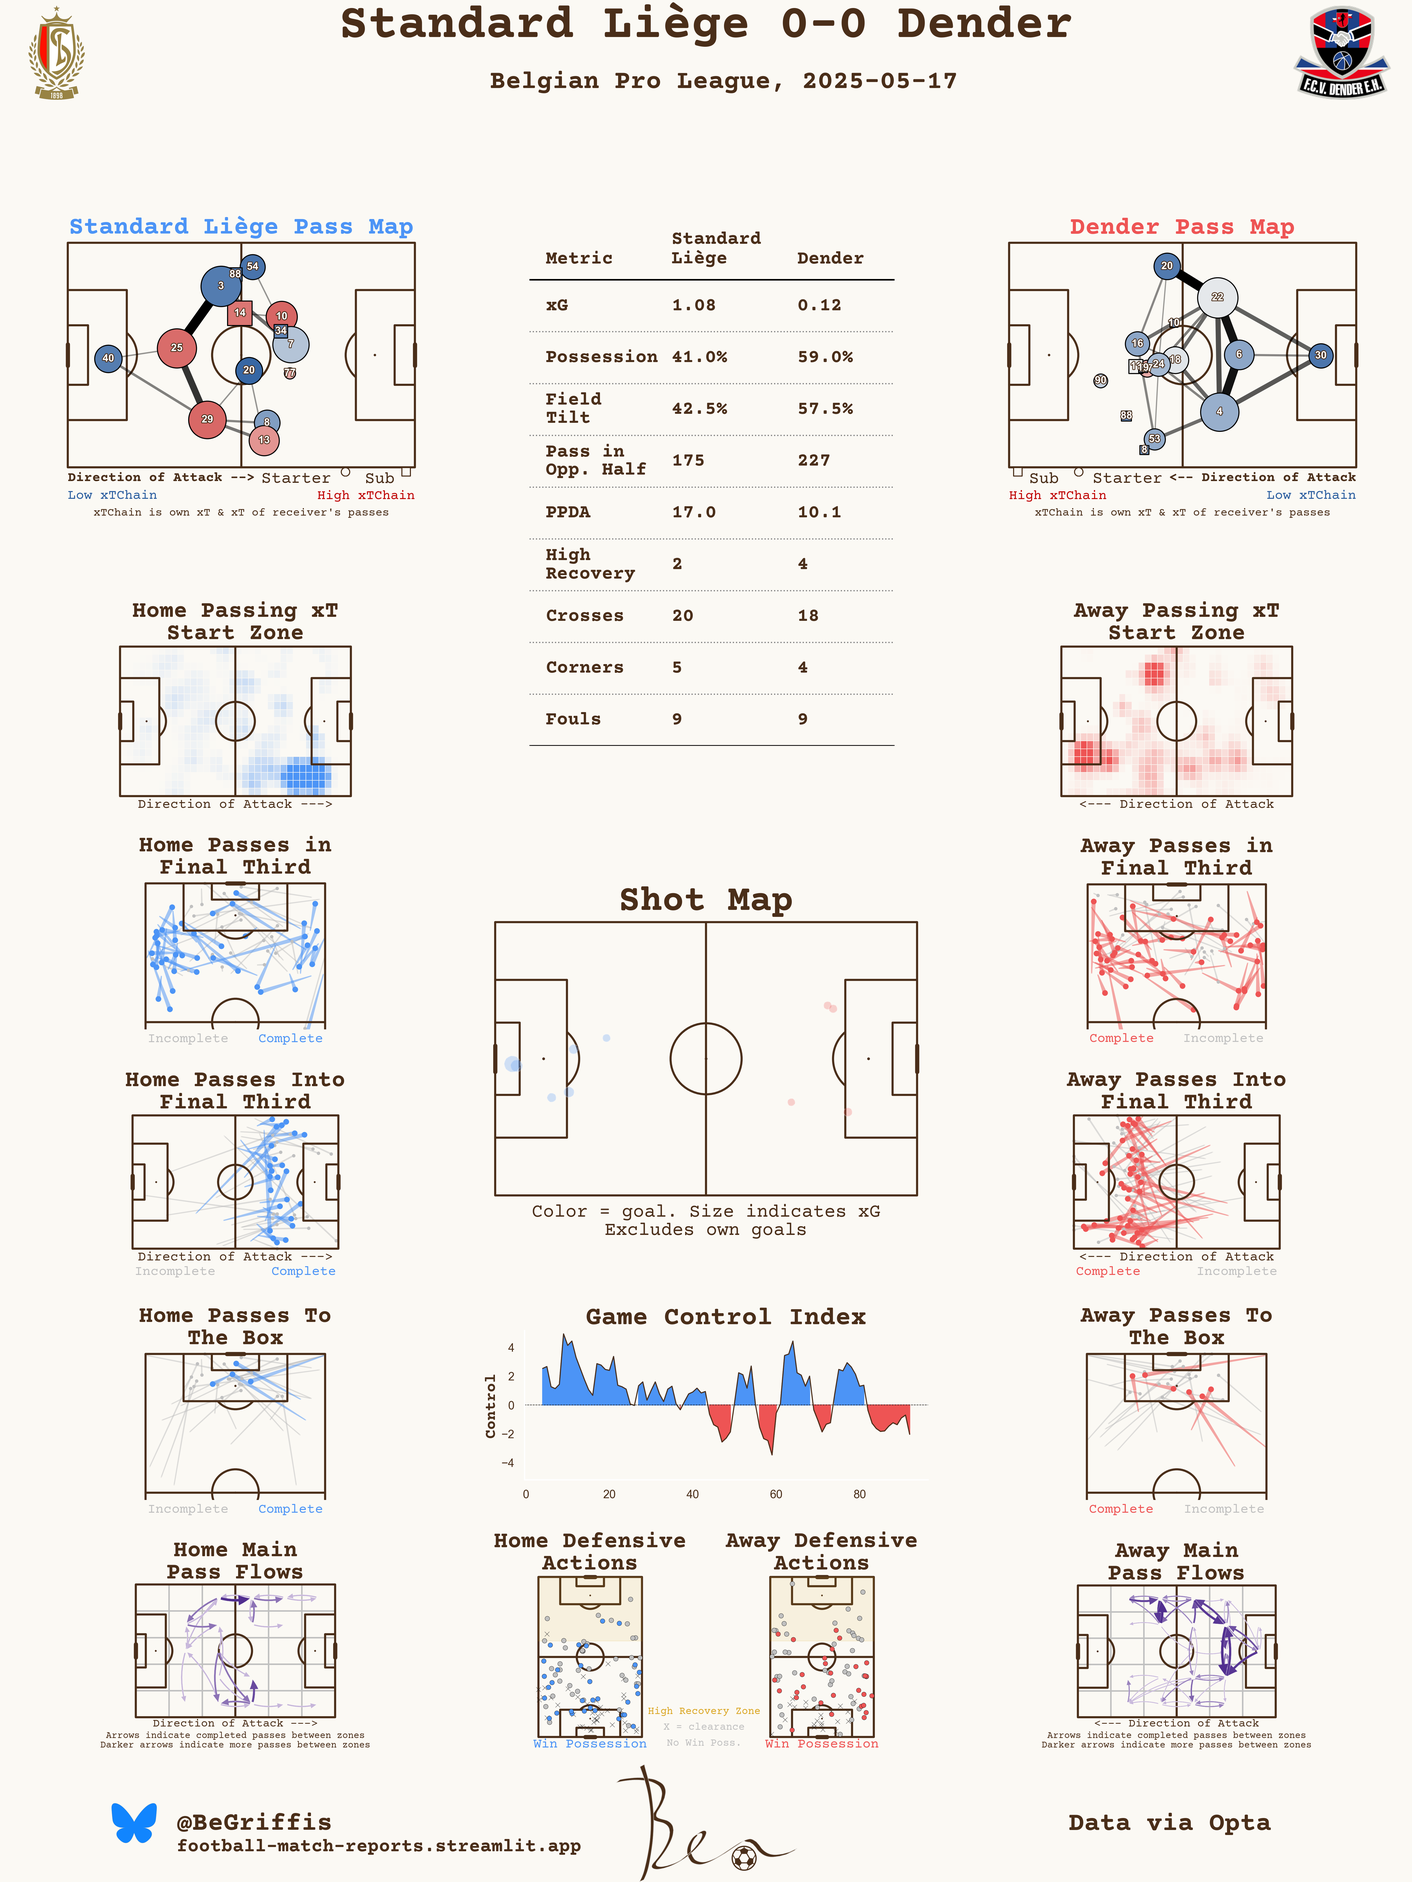 Standard Liège 0-0 Dender
Belgian Pro League, 2025-05-17
1898
F.C.V. DENDER E.H.
Standard Liège Pass Map
54
88
3
14
10
34
7
25
40
20
77
29
8
13
Direction of Attack --> Starter Sub
Low xTChain High xTChain
xTChain is own xT & xT of receiver's passes
Metric Standard Liège Dender
xG 1.08 0.12
Possession 41.0% 59.0%
Field Tilt 42.5% 57.5%
Pass in Opp. Half 175 227
PPDA 17.0 10.1
High Recovery 2 4
Crosses 20 18
Corners 5 4
Fouls 9 9
Dender Pass Map
20
22
10
16
18
6
30
19
24
90
4
88
53
8
Sub Starter <-- Direction of Attack
High xTChain Low xTChain
xTChain is own xT & xT of receiver's passes
Home Passing xT
Start Zone
Direction of Attack --->
Away Passing xT
Start Zone
<--- Direction of Attack
Home Passes in
Final Third
Incomplete Complete
Away Passes in
Final Third
Complete Incomplete
Shot Map
Color = goal. Size indicates xG
Excludes own goals
Home Passes Into
Final Third
Direction of Attack --->
Incomplete Complete
Away Passes Into
Final Third
<--- Direction of Attack
Complete Incomplete
Home Passes To
The Box
Incomplete Complete
Game Control Index
Control
4
2
0
−2
−4
0 20 40 60 80
Away Passes To
The Box
Complete Incomplete
Home Main
Pass Flows
Direction of Attack --->
Arrows indicate completed passes between zones
Darker arrows indicate more passes between zones
Home Defensive
Actions
Win Possession
High Recovery Zone
X = clearance
No Win Poss.
Away Defensive
Actions
Win Possession
Away Main
Pass Flows
<--- Direction of Attack
Arrows indicate completed passes between zones
Darker arrows indicate more passes between zones
@BeGriffis
football-match-reports.streamlit.app
Ben
Data via Opta